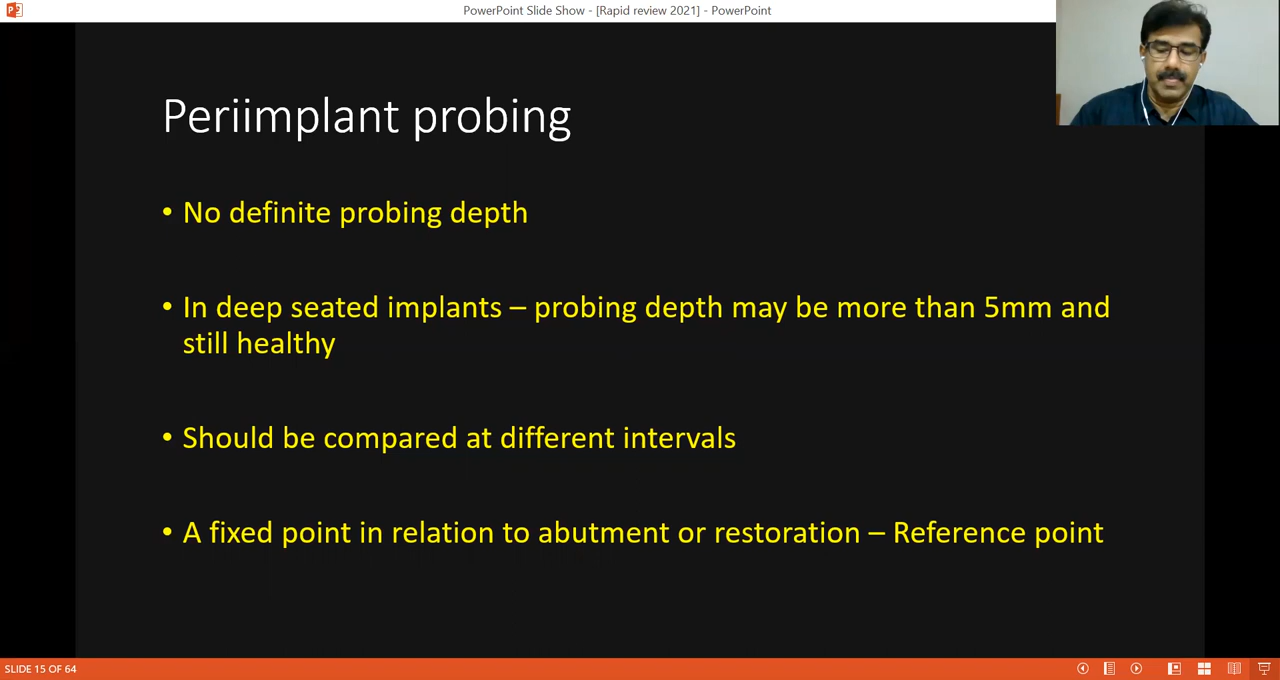 PowerPoint Slide Show - [Rapid review 2021] - PowerPoint
Periimplant probing
• No definite probing depth
• In deep seated implants – probing depth may be more than 5mm and
still healthy
• Should be compared at different intervals
• A fixed point in relation to abutment or restoration – Reference point
SLIDE 15 OF 64